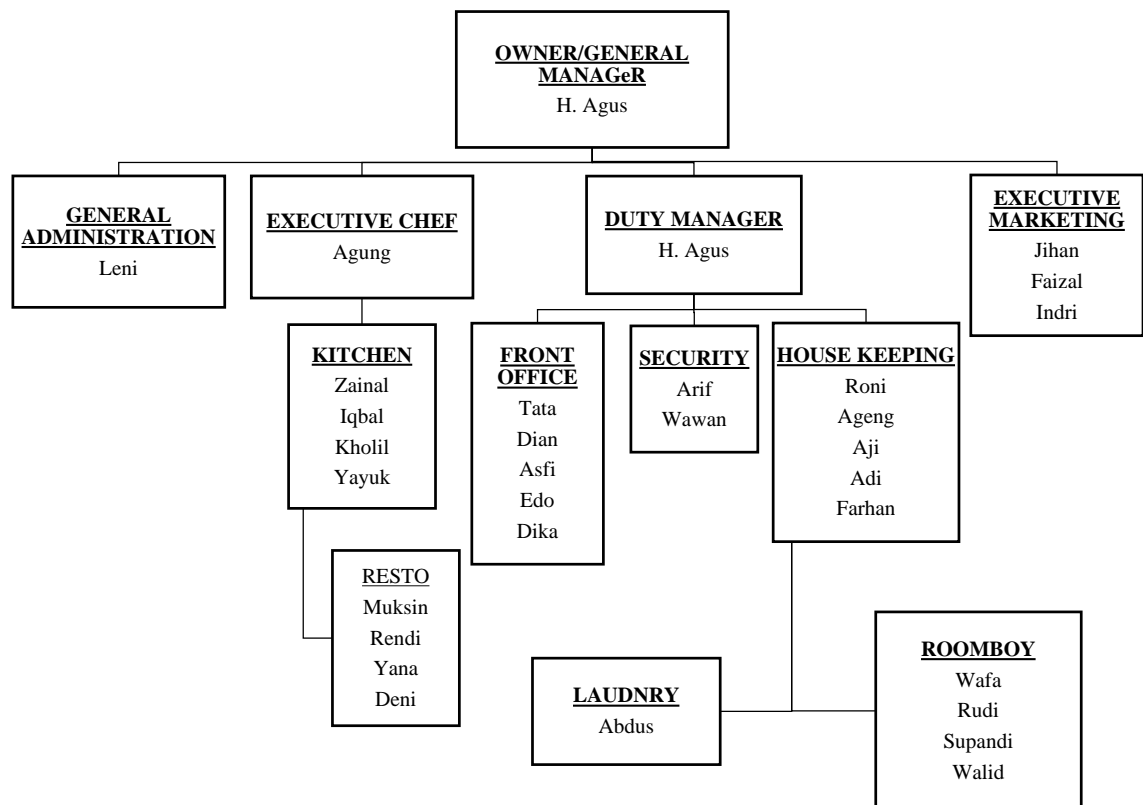 OWNER/GENERAL
MANAGeR
H. Agus
GENERAL
ADMINISTRATION
Leni
EXECUTIVE CHEF
Agung
DUTY MANAGER
H. Agus
EXECUTIVE
MARKETING
Jihan
Faizal
Indri
KITCHEN
Zainal
Iqbal
Kholil
Yayuk
FRONT
OFFICE
Tata
Dian
Asfi
Edo
Dika
SECURITY
Arif
Wawan
HOUSE KEEPING
Roni
Ageng
Aji
Adi
Farhan
RESTO
Muksin
Rendi
Yana
Deni
LAUDNRY
Abdus
ROOMBOY
Wafa
Rudi
Supandi
Walid